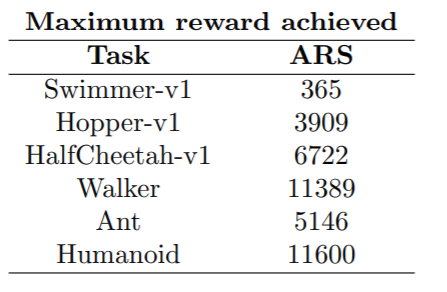 Maximum reward achieved
Task ARS
Swimmer-v1 365
Hopper-v1 3909
HalfCheetah-v1 6722
Walker 11389
Ant 5146
Humanoid 11600